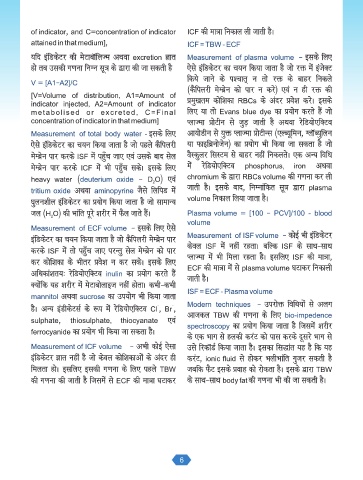 of indicator, and C=concentration of indicator
attained in that medium],
यदि इंडिकेटर की मेटाबॉलिज्म अथवा excretion ज्ञात
हो तब उसकी गणना निम्न सूत्र के द्वारा की जा सकती है
V = [A1-A2]/C
[V=Volume of distribution, A1=Amount of
indicator injected, A2=Amount of indicator
metabolised or excreted, C=Final
concentration of indicator in that medium]
Measurement of total body water - इसके लिए
ऐसे इंडिकेटर का चयन किया जाता है जो पहले कैपिलरी
मेम्ब्रेन पार करके ISF में पहुँच जाए एवं उसके बाद सेल
मेम्ब्रेन पार करके ICF में भी पहुँच सके। इसके लिए
heavy water (deuterium oxide - D₂O) एवं
tritium oxide अथवा aminopyrine जैसे लिपिड में
घुलनशील इंडिकेटर का प्रयोग किया जाता है जो सामान्य
जल (H₂O) की भांति पूरे शरीर में फैल जाते हैं।
Measurement of ECF volume - इसके लिए ऐसे
इंडिकेटर का चयन किया जाता है जो कैपिलरी मेम्ब्रेन पार
करके ISF में तो पहुँच जाए परन्तु सेल मेम्ब्रेन को पार
कर कोशिका के भीतर प्रवेश न कर सके। इसके लिए
अधिकांशतयः रेडियोएक्टिव inulin का प्रयोग करते हैं
क्योंकि यह शरीर में मेटाबोलाइज नहीं होता। कभी-कभी
mannitol अथवा sucrose का उपयोग भी किया जाता
है। अन्य इंडीकेटर्स के रूप में रेडियोएक्टिव Cl , Br ,
sulphate, thiosulphate, thiocyanate एवं
ferrocyanide का प्रयोग भी किया जा सकता है।
Measurement of ICF volume - अभी कोई ऐसा
इंडिकेटर ज्ञात नहीं है जो केवल कोशिकाओं के अंदर ही
मिलता हो। इसलिए इसकी गणना के लिए पहले TBW
की गणना की जाती है जिसमें से ECF की मात्रा घटाकर
ICF की मात्रा निकाल ली जाती है।
ICF = TBW - ECF
Measurement of plasma volume – इसके लिए
ऐसे इंडिकेटर का चयन किया जाता है जो रक्त में इंजेक्ट
किये जाने के पश्चात् न तो रक्त के बाहर निकले
(कैपिलरी मेम्ब्रेन को पार न करे) एवं न ही रक्त की
प्रमुखतम कोशिका RBCs के अंदर प्रवेश करे। इसके
लिए या तो Evans blue dye का प्रयोग करते हैं जो
प्लाज्मा प्रोटीन से जुड़ जाती है अथवा रेडियोएक्टिव
आयोडीन से युक्त प्लाज्मा प्रोटीन्स (एल्ब्यूमिन, ग्लॉब्यूलिन
या फाइब्रिनोजेन) का प्रयोग भी किया जा सकता है जो
वैस्कुलर सिस्टम से बाहर नहीं निकलते। एक अन्य विधि
में रेडियोएक्टिव phosphorus, iron अथवा
chromium के द्वारा RBCs volume की गणना कर ली
जाती है। इसके बाद, निम्नांकित सूत्र द्वारा plasma
volume निकाल लिया जाता है।
Plasma volume = [100 - PCV]/100 - blood
volume
Measurement of ISF volume - कोई भी इंडिकेटर
केवल ISF में नहीं रहता। बल्कि ISF के साथ-साथ
प्लाज्मा में भी मिला रहता है। इसलिए ISF की मात्रा,
ECF की मात्रा में से plasma volume घटाकर निकाली
जाती है।
ISF = ECF - Plasma volume
Modern techniques - उपरोक्त विधियों से अलग
आजकल TBW की गणना के लिए bio-impedence
spectroscopy का प्रयोग किया जाता है जिसमें शरीर
के एक भाग से हलकी करंट को पास करके दूसरे भाग से
उसे रिकॉर्ड किया जाता है। इसका सिद्धांत यह है कि यह
करंट, ionic fluid से होकर भलीभांति गुजर सकती है
जबकि फैट इसके प्रवाह को रोकता है। इसके द्वारा TBW
के साथ-साथ body fat की गणना भी की जा सकती है।
6